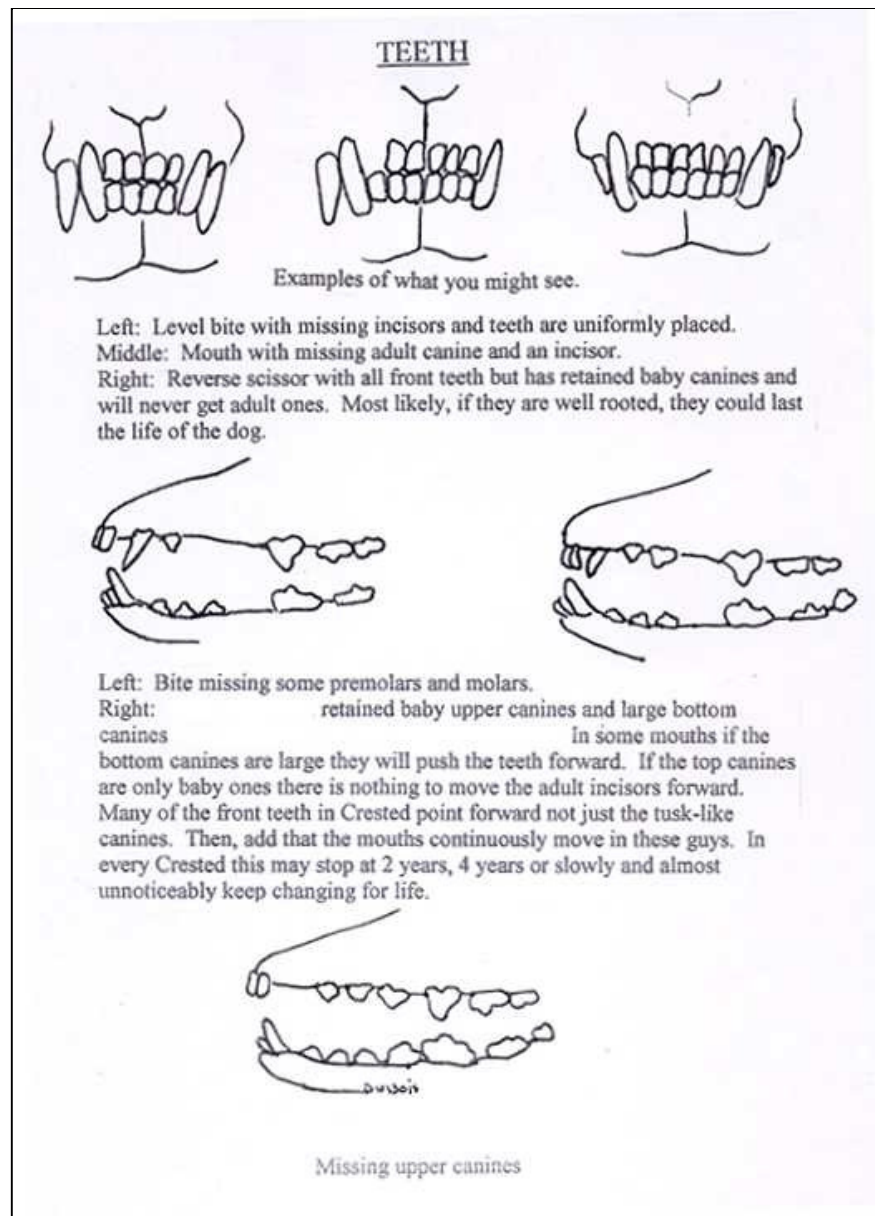 TEETH
Examples of what you might see.
Left: Level bite with missing incisors and teeth are uniformly placed.
Middle: Mouth with missing adult canine and an incisor.
Right: Reverse scissor with all front teeth but has retained baby canines and
will never get adult ones. Most likely, if they are well rooted, they could last
the life of the dog.
Left: Bite missing some premolars and molars.
Right: retained baby upper canines and large bottom
canines In some mouths if the
bottom canines are large they will push the teeth forward. If the top canines
are only baby ones there is nothing to move the adult incisors forward.
Many of the front teeth in Crested point forward not just the tusk-like
canines. Then, add that the mouths continuously move in these guys. In
every Crested this may stop at 2 years, 4 years or slowly and almost
unnoticeably keep changing for life.
DuBois
Missing upper canines